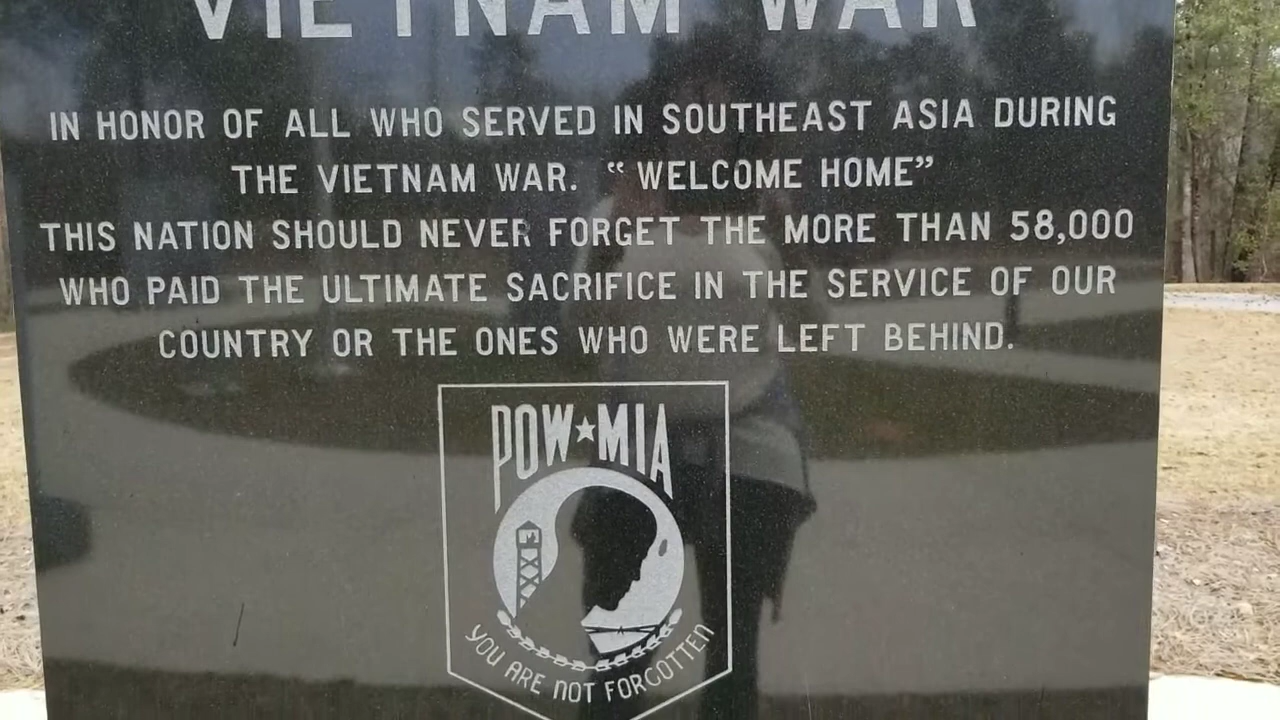 VIETNAM WAR
IN HONOR OF ALL WHO SERVED IN SOUTHEAST ASIA DURING
THE VIETNAM WAR. “ WELCOME HOME”
THIS NATION SHOULD NEVER FORGET THE MORE THAN 58,000
WHO PAID THE ULTIMATE SACRIFICE IN THE SERVICE OF OUR
COUNTRY OR THE ONES WHO WERE LEFT BEHIND.
POW★MIA
YOU ARE NOT FORGOTTEN